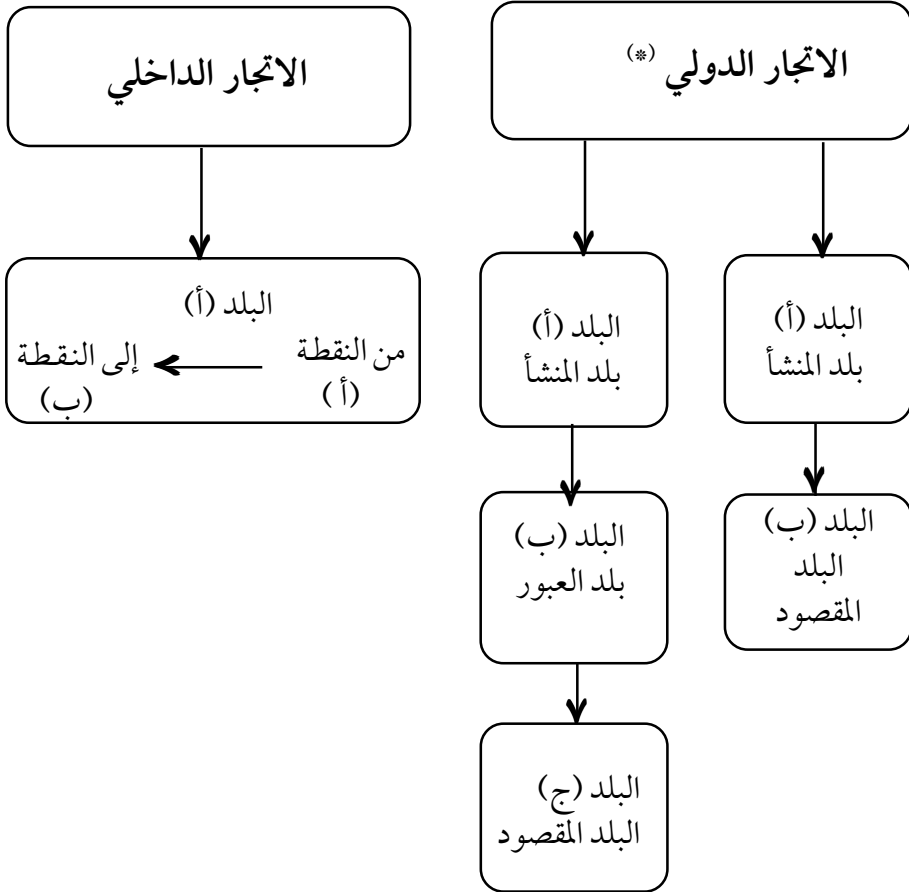 الاتجار الدولي (*)
البلد (أ)
بلد المنشأ
البلد (ب)
البلد
المقصود
البلد (أ)
بلد المنشأ
البلد (ب)
بلد العبور
البلد (ج)
البلد المقصود
الاتجار الداخلي
البلد (أ)
من النقطة
(أ)
إلى النقطة
(ب)